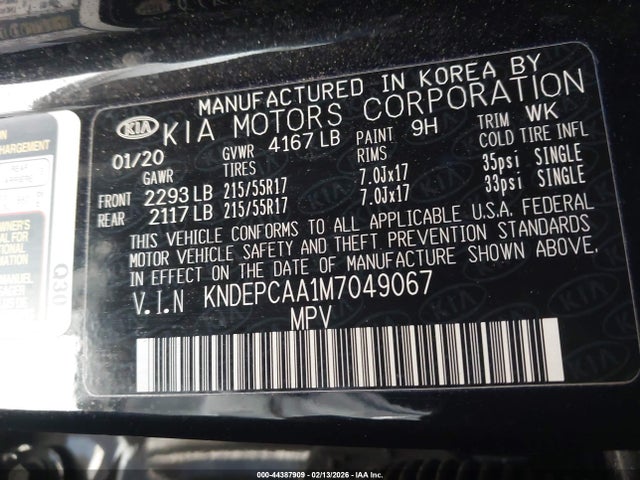 MANUFACTURED IN KOREA BY
KIA KIA MOTORS CORPORATION
01/20 GVWR 4167 LB PAINT 9H TRIM WK
GAWR TIRES RIMS COLD TIRE INFL
FRONT 2293 LB 215/55R17 7.0Jx17 35psi SINGLE
REAR 2117 LB 215/55R17 7.0Jx17 33psi SINGLE
THIS VEHICLE CONFORMS TO ALL APPLICABLE U.S.A. FEDERAL
MOTOR VEHICLE SAFETY AND THEFT PREVENTION STANDARDS
IN EFFECT ON THE DATE OF MANUFACTURE SHOWN ABOVE.
V.I.N KNDEPCAA1M7049067
MPV
Q30
000-44387909 - 02/13/2026 - IAA Inc.